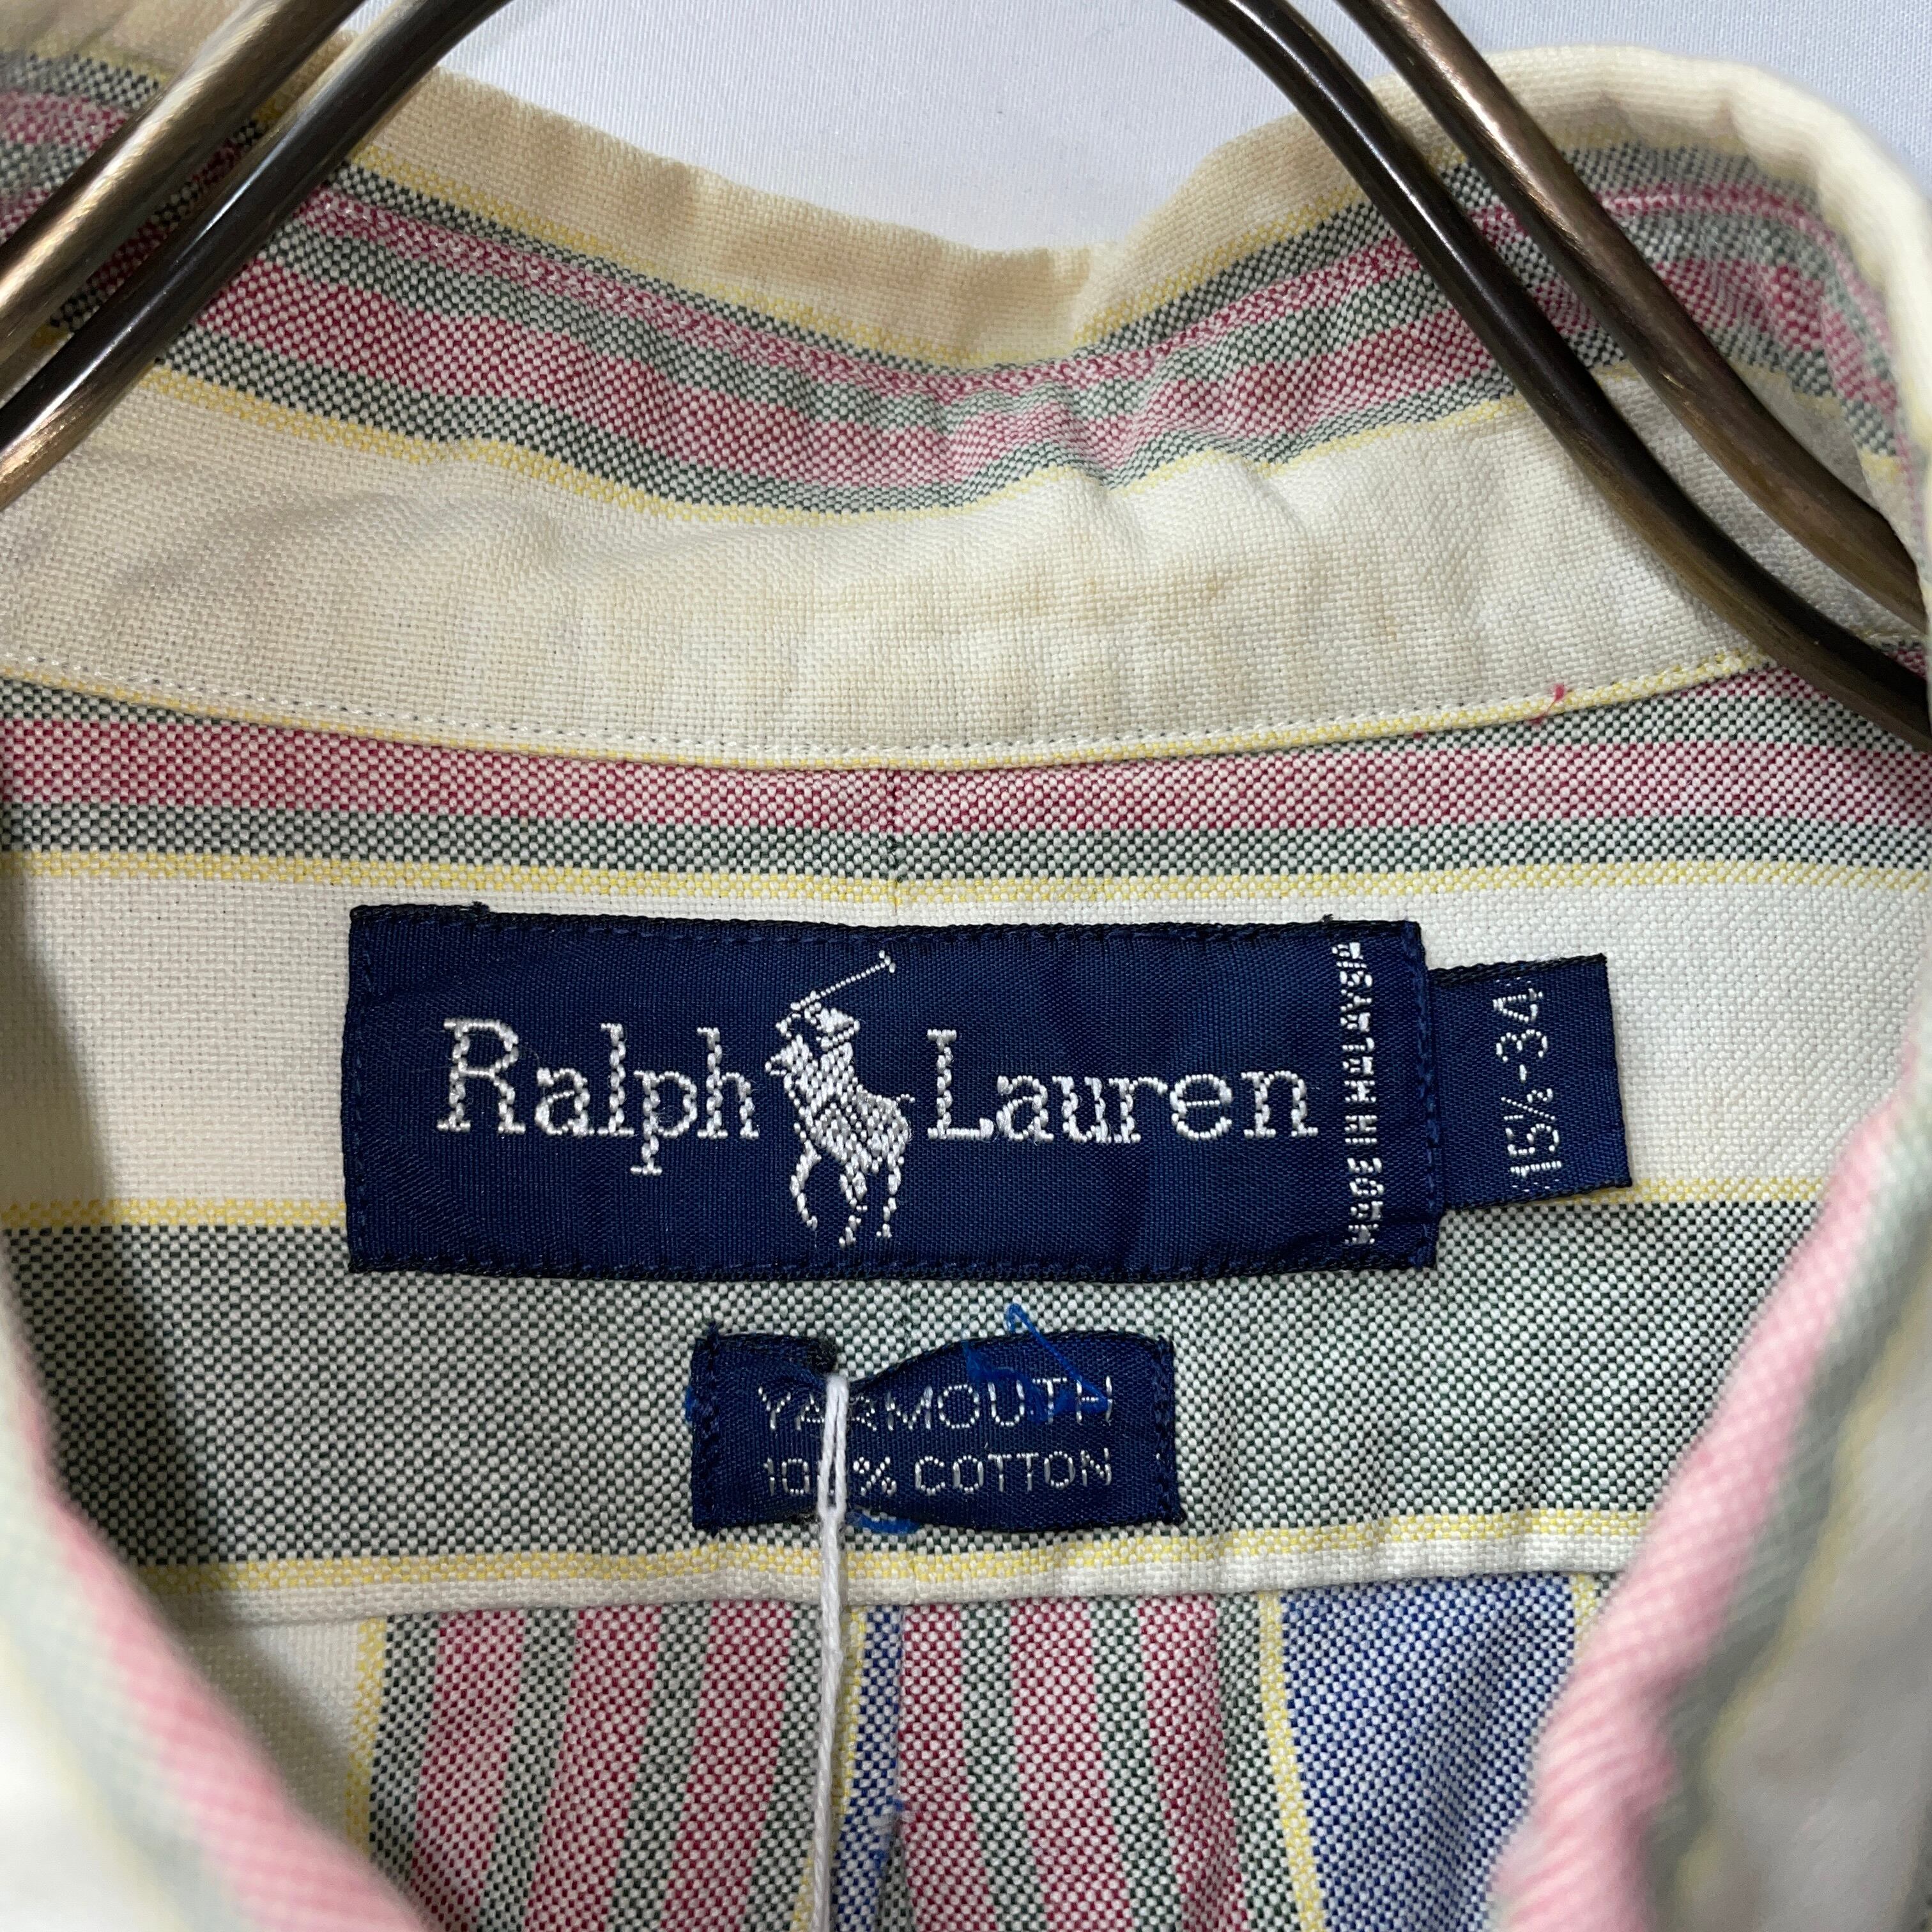 Ralph Lauren
MADE IN MALAYSIA
15½-34
YARMOUTH
100% COTTON